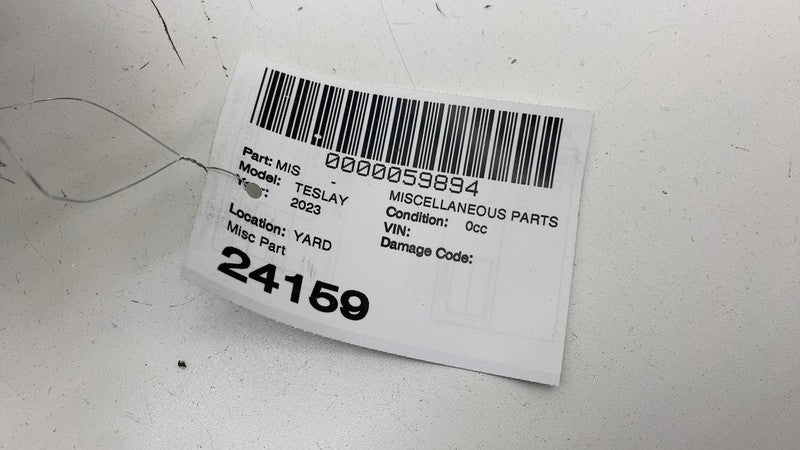 0000059894
Part: MIS - MISCELLANEOUS PARTS
Model: TESLAY Condition: 0cc
2023 VIN:
Location: YARD Damage Code:
Misc Part
24159